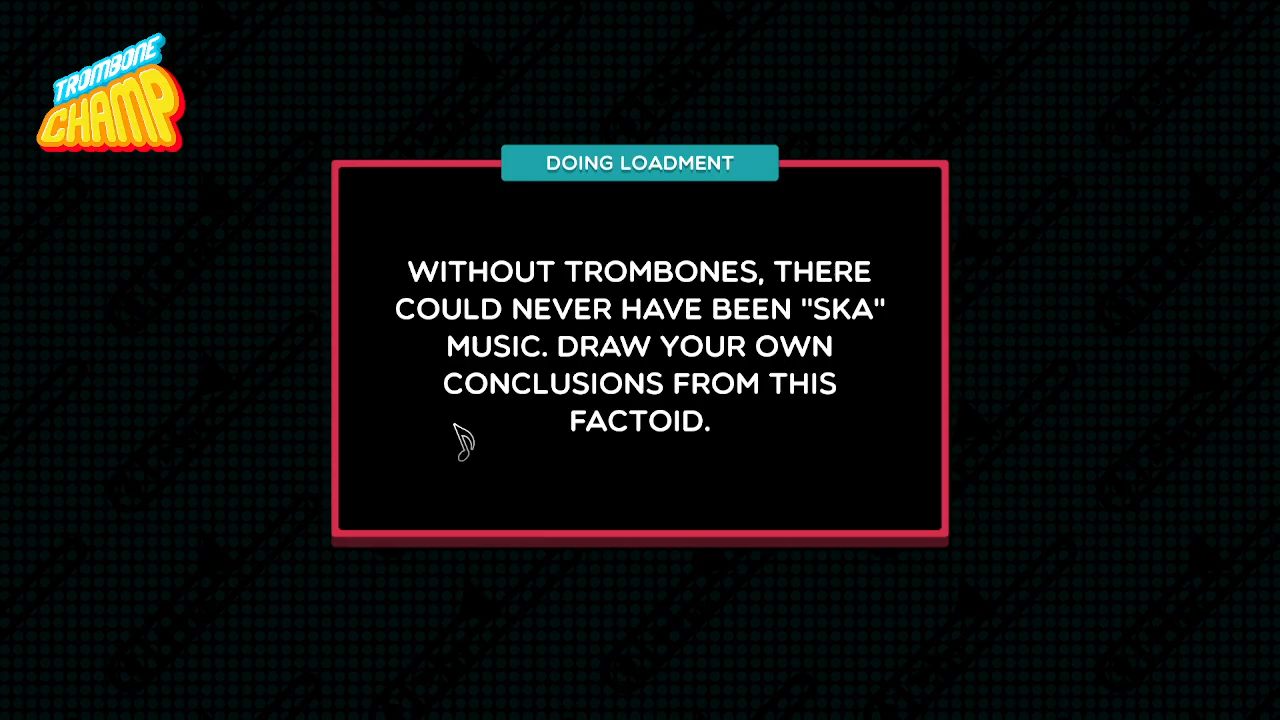 TROMBONE
CHAMP
DOING LOADMENT
WITHOUT TROMBONES, THERE
COULD NEVER HAVE BEEN "SKA"
MUSIC. DRAW YOUR OWN
CONCLUSIONS FROM THIS
FACTOID.